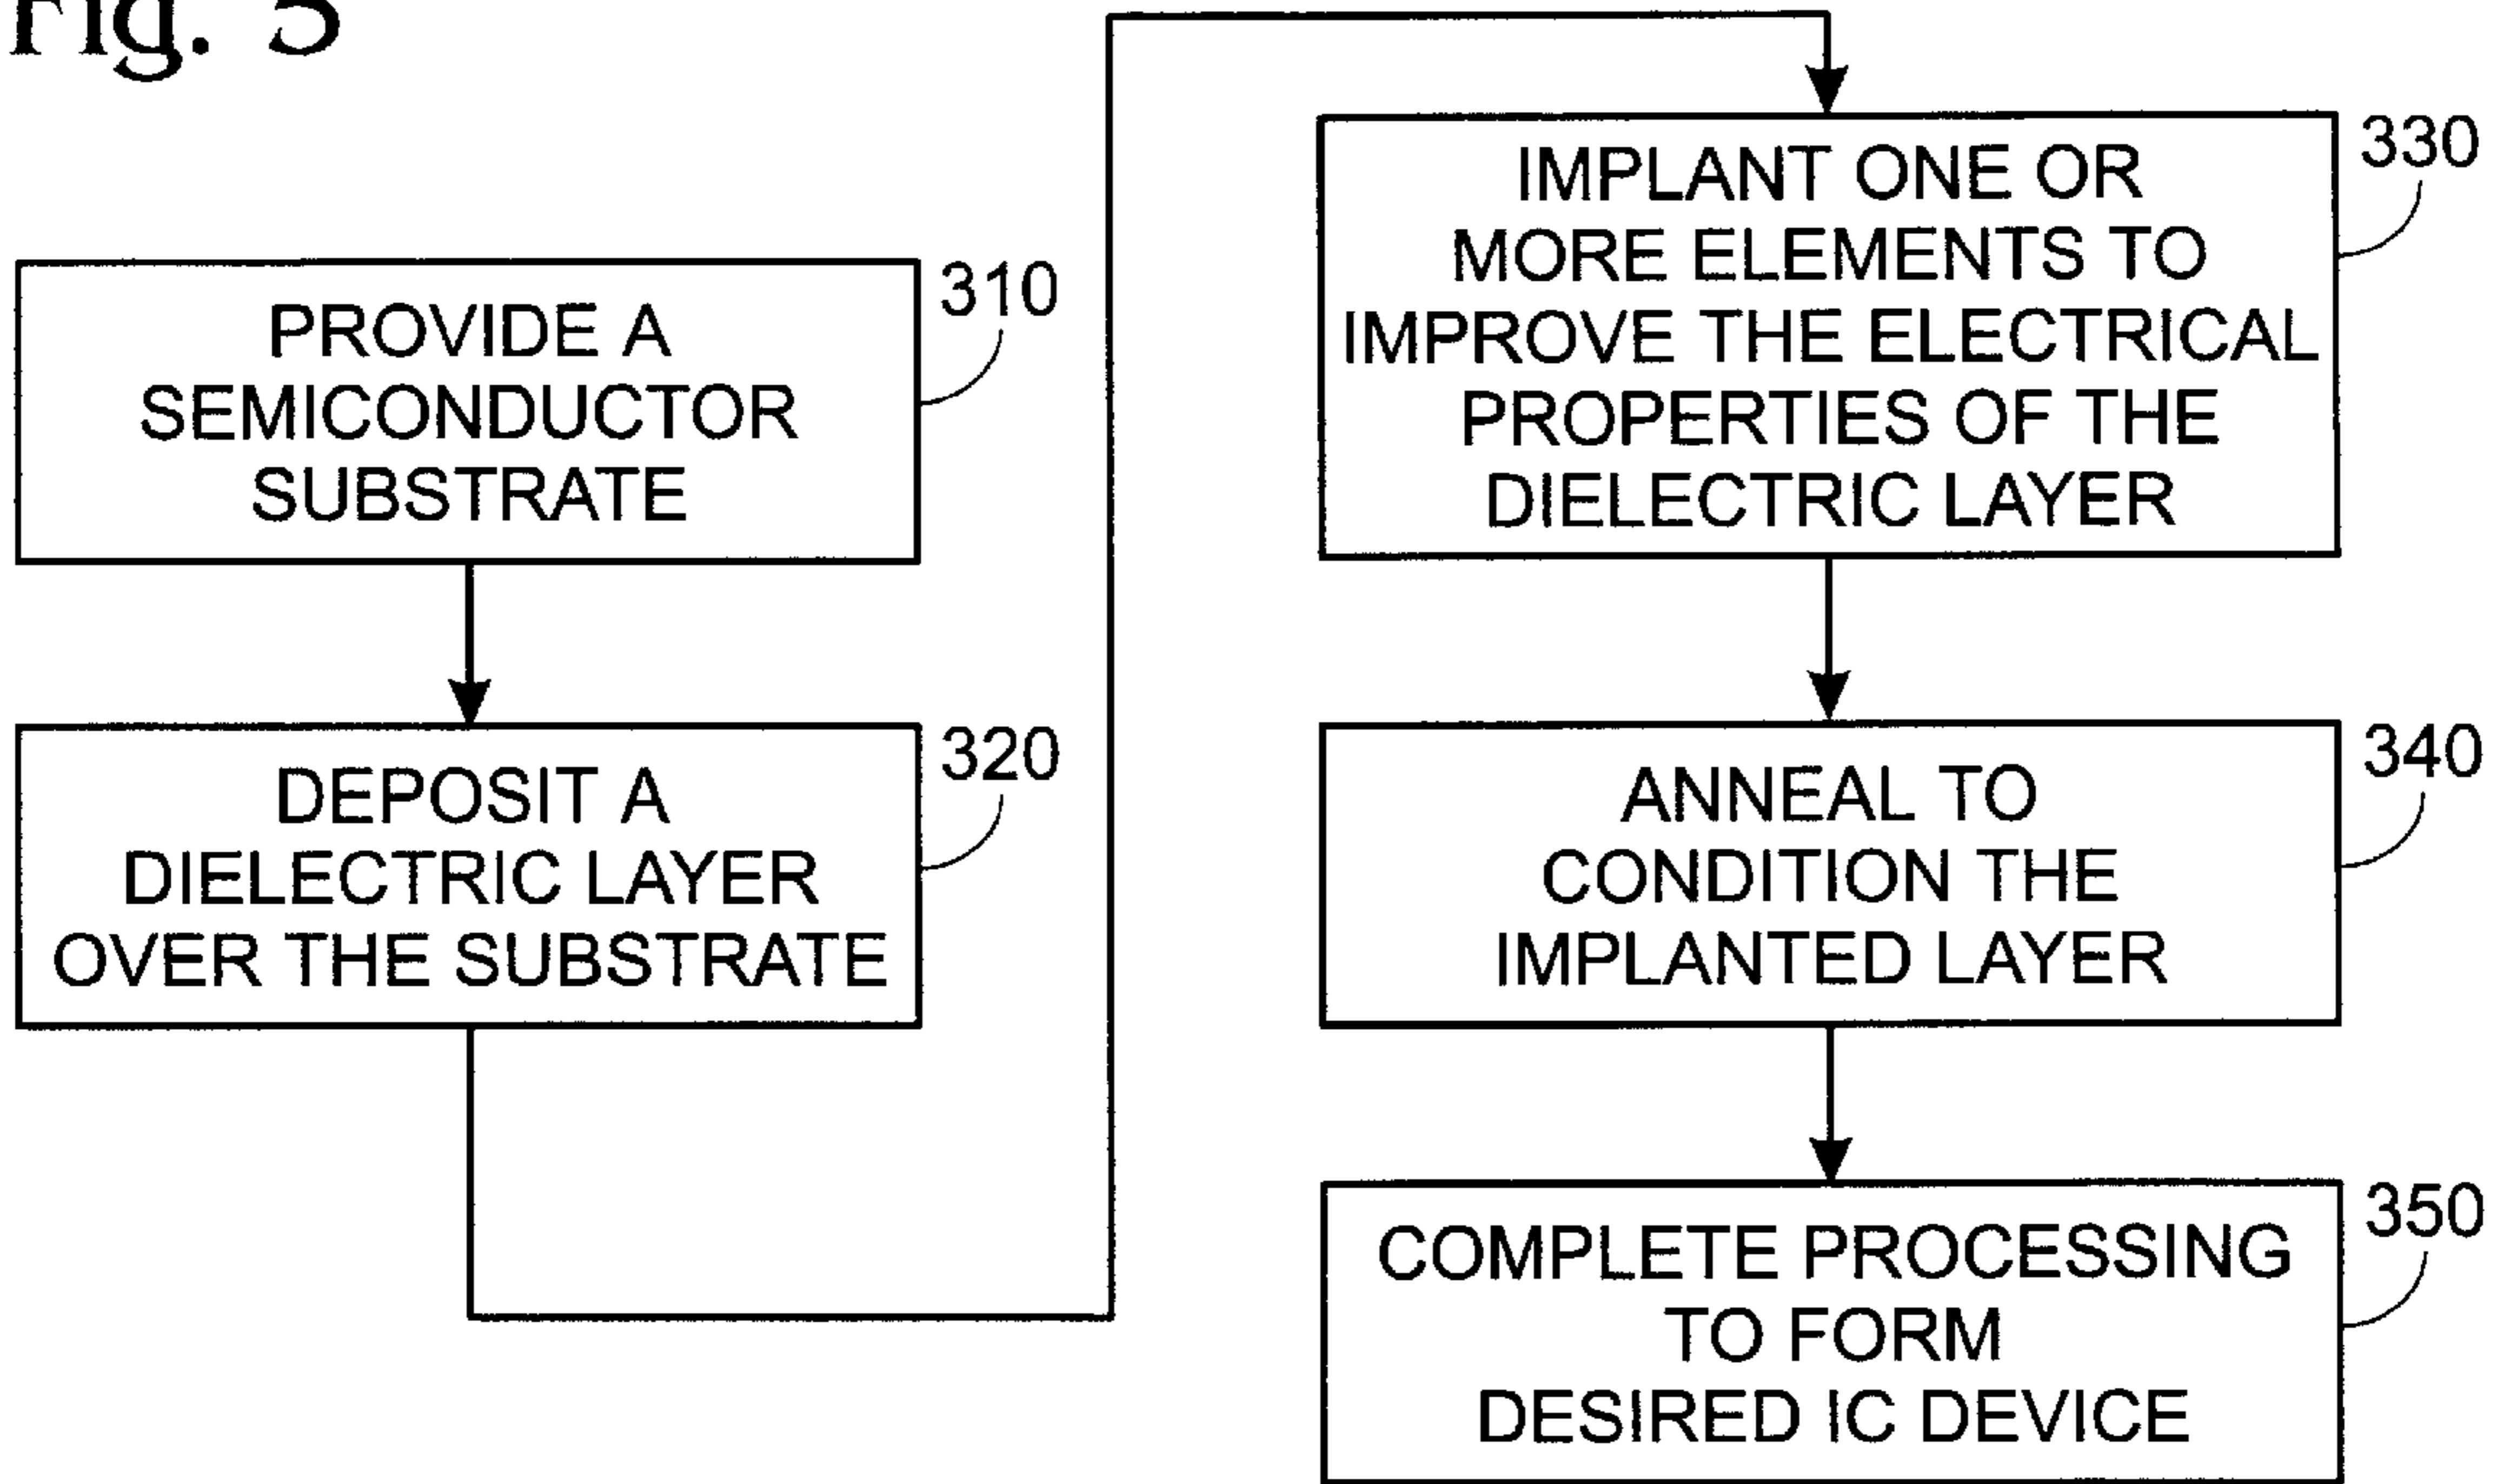 Fig. 3
PROVIDE A
SEMICONDUCTOR
SUBSTRATE
310
DEPOSIT A
DIELECTRIC LAYER
OVER THE SUBSTRATE
320
IMPLANT ONE OR
MORE ELEMENTS TO
IMPROVE THE ELECTRICAL
PROPERTIES OF THE
DIELECTRIC LAYER
330
ANNEAL TO
CONDITION THE
IMPLANTED LAYER
340
COMPLETE PROCESSING
TO FORM
DESIRED IC DEVICE
350